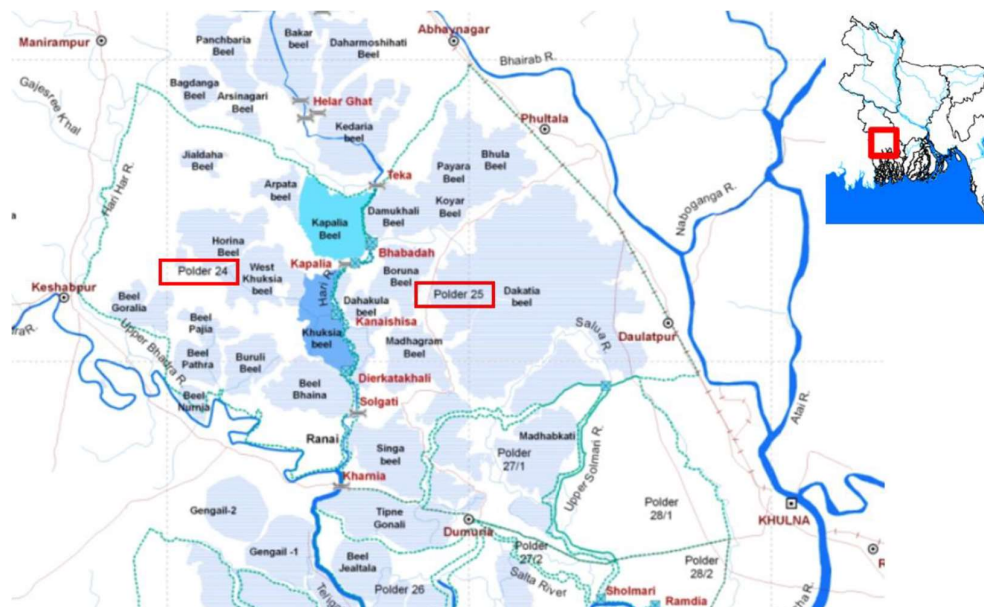 Manirampur
Panchbaria
Beel
Bakar
beel
Daharmoshihati
Beel
Abhaynagar
Bhairab R.
Gajesree K'hal
Bagdanga
Beel
Arsinagari
Beel
Helar Ghat
Kedaria
beel
Phultala
Jialdaha
Beel
Bhula
Beel
Payara
Beel
Teka
Hari Har R.
Arpata
beel
Koyar
Beel
Naboganga R.
Kapalia
Beel
Damukhali
Beel
Horina
Beel
Bhabadah
Polder 24
West
Khuksia
beel
Kapalia
Hari R.
Boruna
Beel
Polder 25
Dakatia
beel
Keshabpur
Beel
Goralia
Dahakula
beel
Kanaishisa
Beel
Pajia
Khuksia
beel
Salua R.
Daulatpur
Upper Bhadra R.
Madhagram
Beel
Beel
Pathra
Buruli
Beel
Dierkatakhali
Beel
Bhaina
Beel
Nurnja
Solgati
Atai R.
Ranai
Singa
beel
Madhabkati
Polder
27/1
Upper Solmari R.
Kharnia
Polder
28/1
Gengail-2
Tipne
Gonali
Dumuria
KHULNA
Gengail -1
Beel
Jealtala
Polder
27/2
Polder
28/2
Salta River
Polder 26
Sholmari
Ramdia